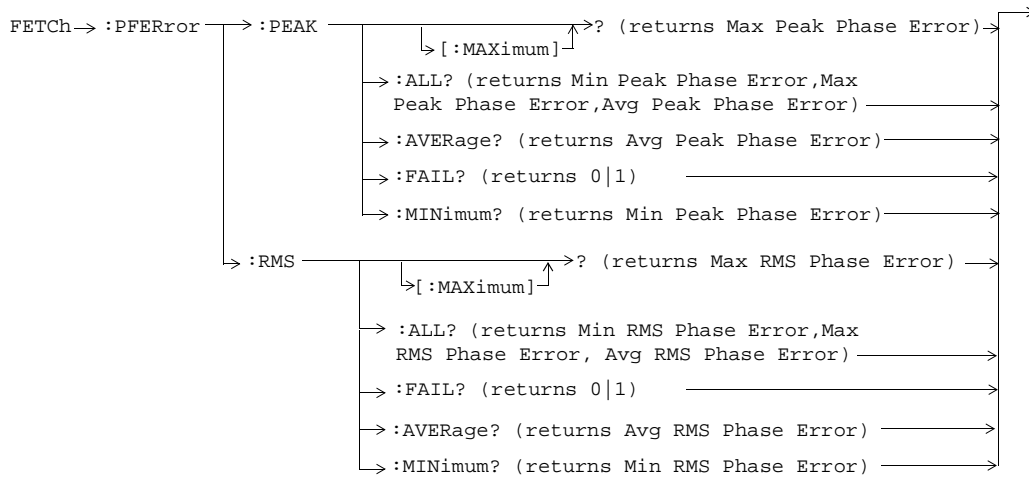 FETCh :PFERror :PEAK ? (returns Max Peak Phase Error)
[:MAXimum]
:ALL? (returns Min Peak Phase Error,Max
Peak Phase Error,Avg Peak Phase Error)
:AVERage? (returns Avg Peak Phase Error)
:FAIL? (returns 0|1)
:MINimum? (returns Min Peak Phase Error)
:RMS ? (returns Max RMS Phase Error)
[:MAXimum]
:ALL? (returns Min RMS Phase Error,Max
RMS Phase Error, Avg RMS Phase Error)
:FAIL? (returns 0|1)
:AVERage? (returns Avg RMS Phase Error)
:MINimum? (returns Min RMS Phase Error)